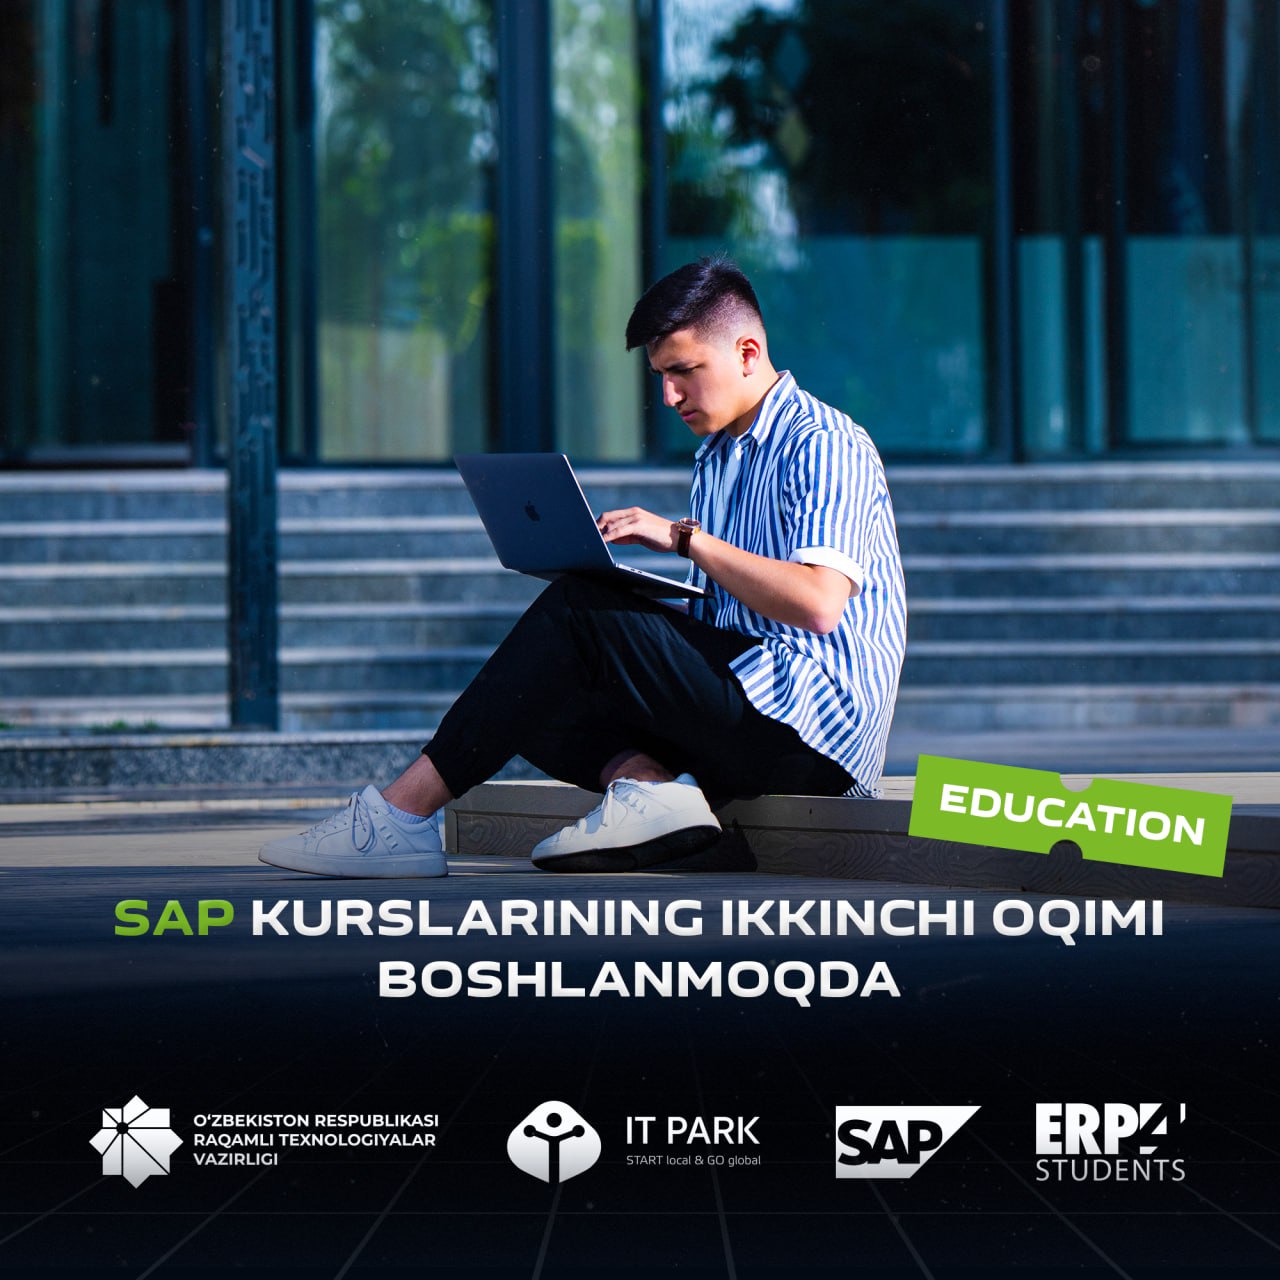 EDUCATION
SAP KURSLARINING IKKINCHI OQIMI
BOSHLANMOQDA
O‘ZBEKISTON RESPUBLIKASI
RAQAMLI TEXNOLOGIYALAR
VAZIRLIGI
IT PARK
START local & GO global
SAP
ERP4
STUDENTS